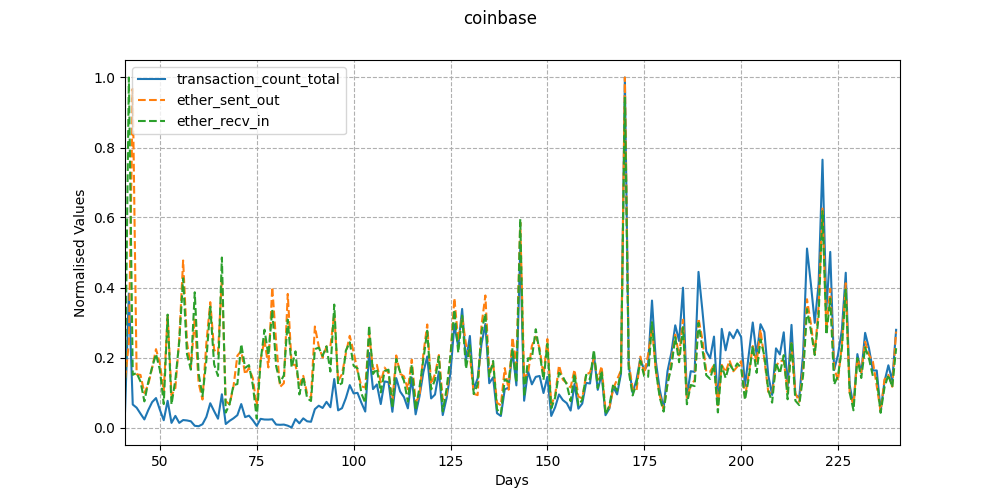 coinbase
transaction_count_total
ether_sent_out
ether_recv_in
Normalised Values
1.0
0.8
0.6
0.4
0.2
0.0
50 75 100 125 150 175 200 225
Days